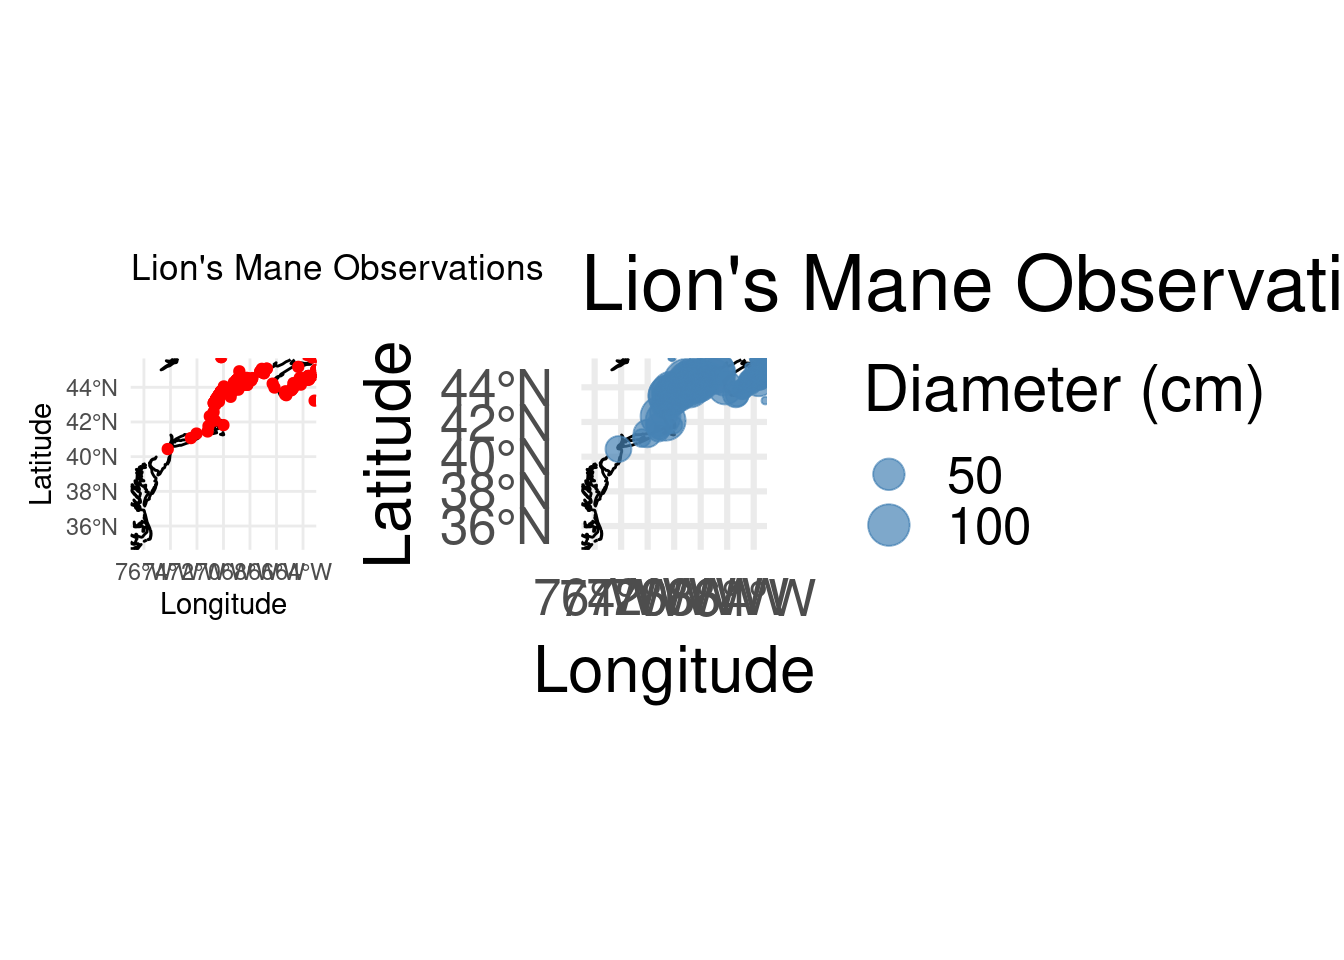 Lion's Mane Observations
Latitude
44°N
42°N
40°N
38°N
36°N
Longitude
Lion's Mane Observati
Latitude
44°N
42°N
40°N
38°N
36°N
Longitude
Diameter (cm)
50
100